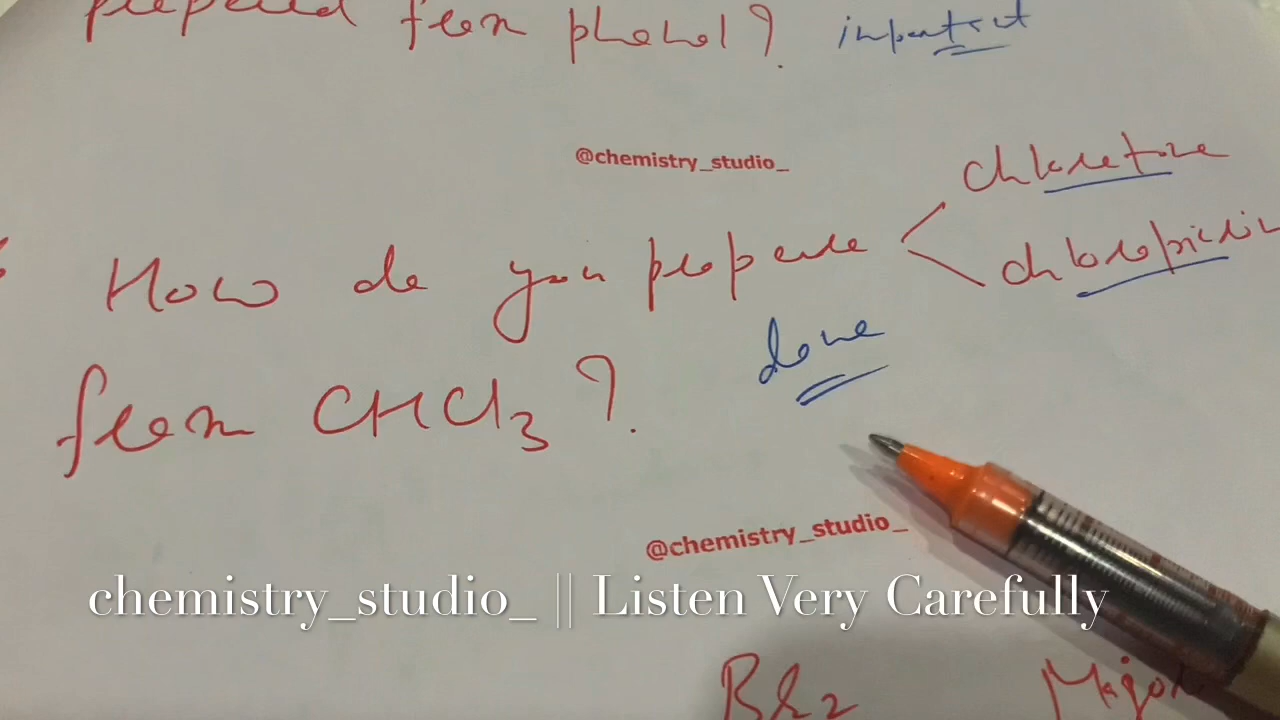 prepared from phenol? important
@chemistry_studio_
How do you prepare chloretone
chloropicrin
from CHCl3? done
@chemistry_studio_
chemistry_studio_ || Listen Very Carefully
Br2 Major